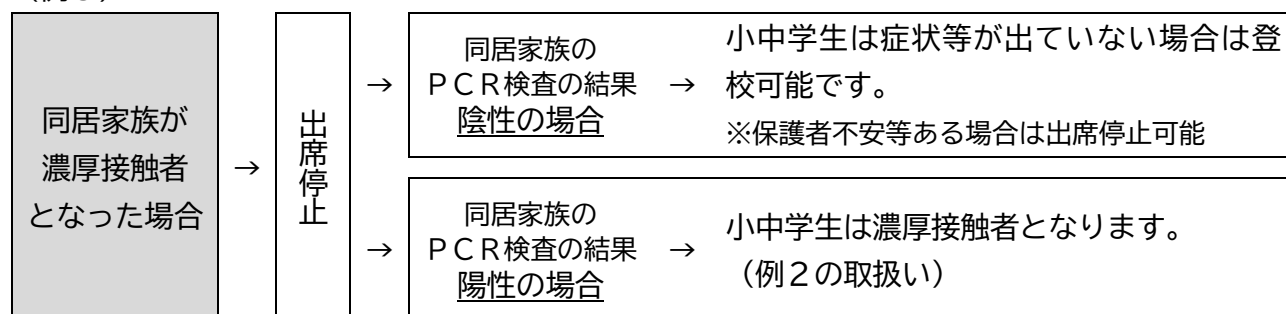 同居家族が
濃厚接触者
となった場合
→
出席停止
→
同居家族の
ＰＣＲ検査の結果
陰性の場合
→
小中学生は症状等が出ていない場合は登
校可能です。
※保護者不安等ある場合は出席停止可能
→
同居家族の
ＰＣＲ検査の結果
陽性の場合
→
小中学生は濃厚接触者となります。
（例２の取扱い）